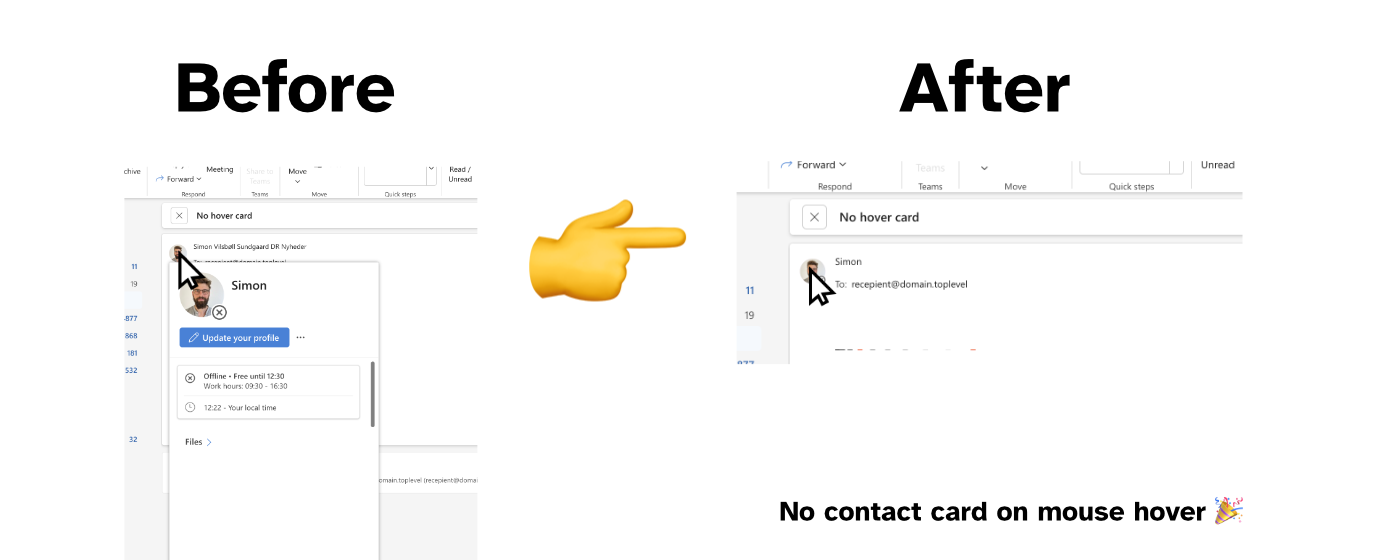 Before
After
chive
Meeting
Forward
Share to
Teams
Move
Read /
Unread
Respond
Teams
Move
Quick steps
No hover card
Simon Vilsbøll Sundgaard DR Nyheder
To: recepient@domain.toplevel
11
19
-877
868
181
532
32
Simon
Update your profile
Offline • Free until 12:30
Work hours: 09:30 - 16:30
12:22 - Your local time
Files
omain.toplevel (recepient@domai
Forward
Teams
Unread
Respond
Teams
Move
Quick steps
No hover card
Simon
To: recepient@domain.toplevel
11
19
877
No contact card on mouse hover